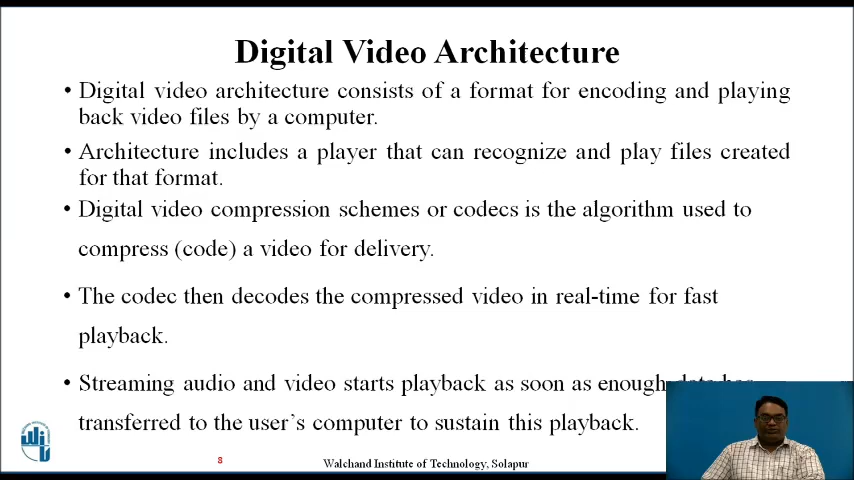 Digital Video Architecture
• Digital video architecture consists of a format for encoding and playing
back video files by a computer.
• Architecture includes a player that can recognize and play files created
for that format.
• Digital video compression schemes or codecs is the algorithm used to
compress (code) a video for delivery.
• The codec then decodes the compressed video in real-time for fast
playback.
• Streaming audio and video starts playback as soon as enough data has
transferred to the user's computer to sustain this playback.
8
Walchand Institute of Technology, Solapur